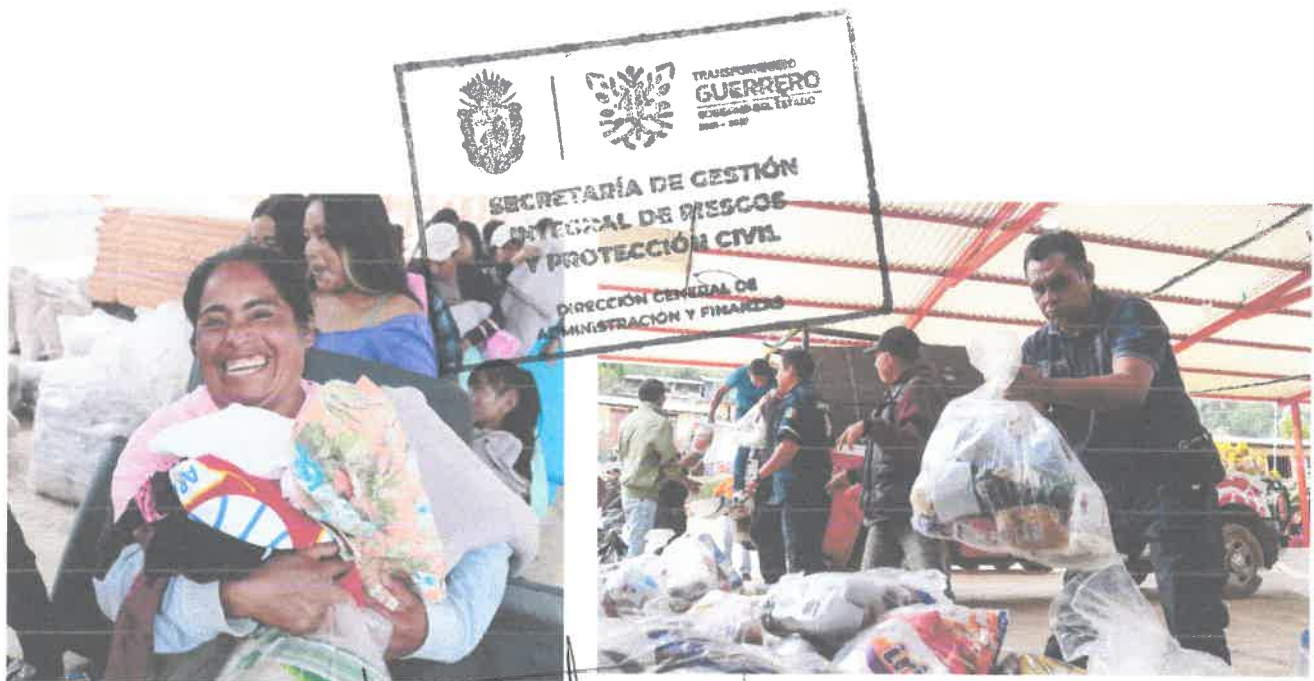 TRANSFORMANDO
GUERRERO
GOBIERNO DEL ESTADO
SECRETARÍA DE GESTIÓN
INTEGRAL DE RIESGOS
Y PROTECCIÓN CIVIL
DIRECCIÓN GENERAL DE
ADMINISTRACIÓN Y FINANZAS